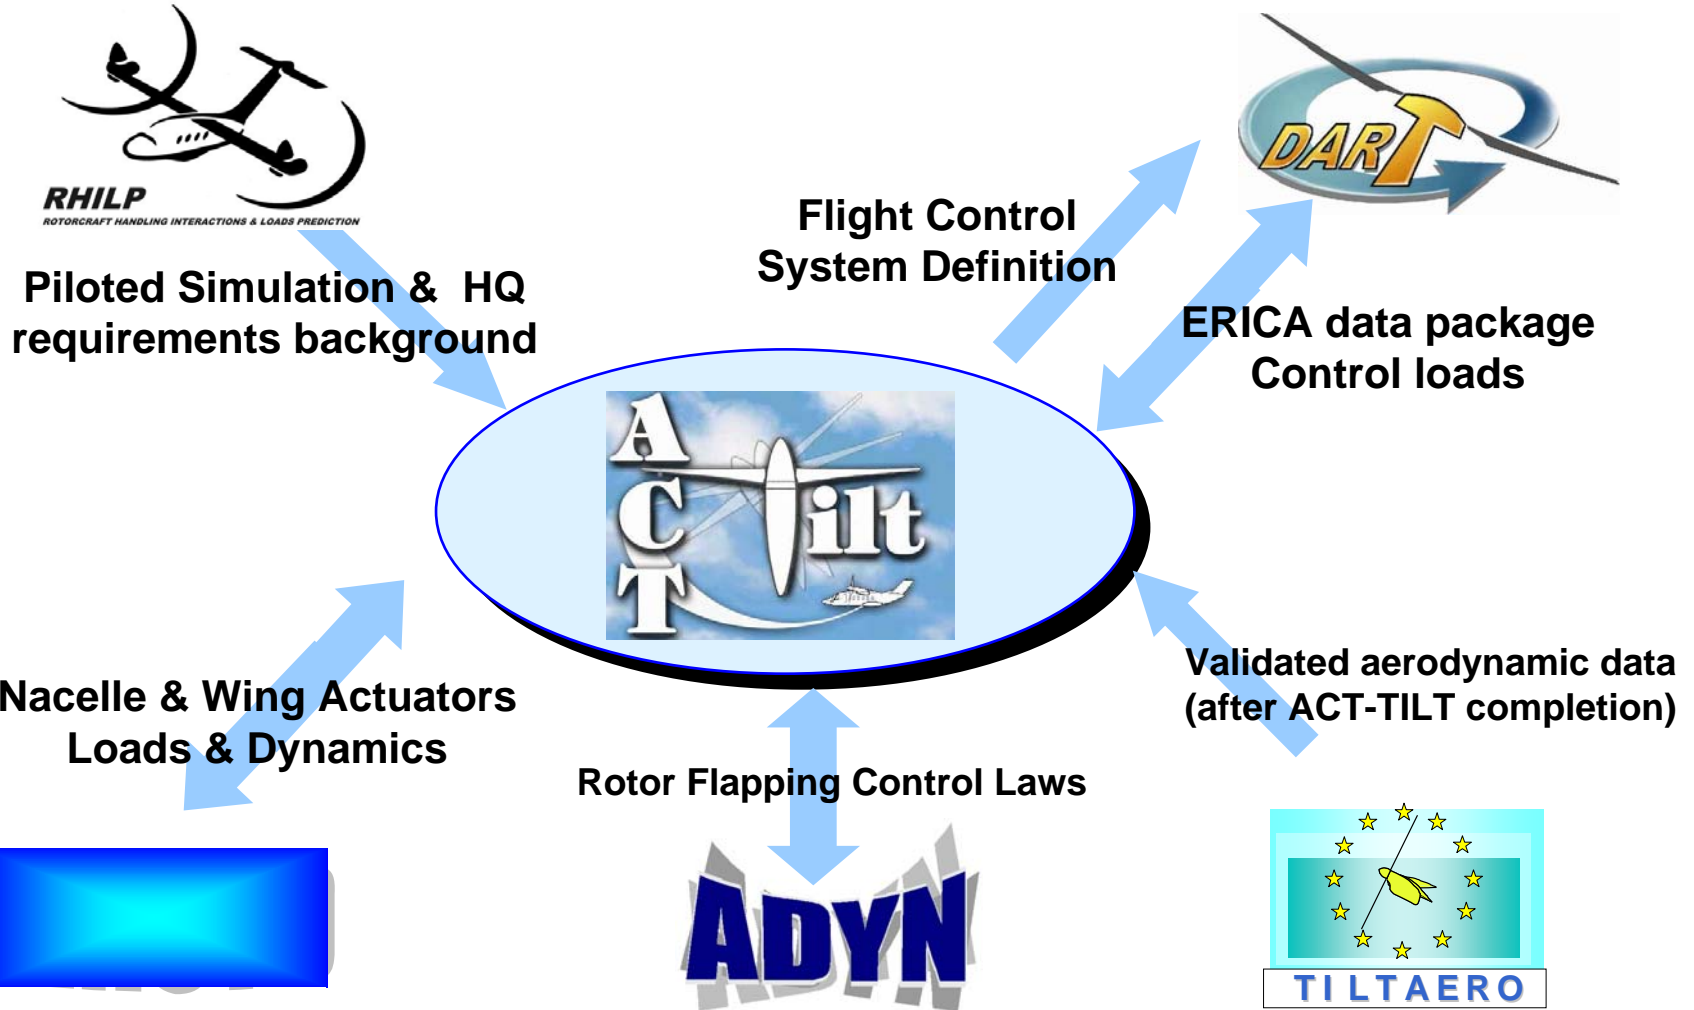 RHILP
ROTORCRAFT HANDLING INTERACTIONS & LOADS PREDICTION
DART
Flight Control
System Definition
Piloted Simulation & HQ
requirements background
ERICA data package
Control loads
ACT
Tilt
Validated aerodynamic data
(after ACT-TILT completion)
Nacelle & Wing Actuators
Loads & Dynamics
Rotor Flapping Control Laws
ADYN
TILTAERO